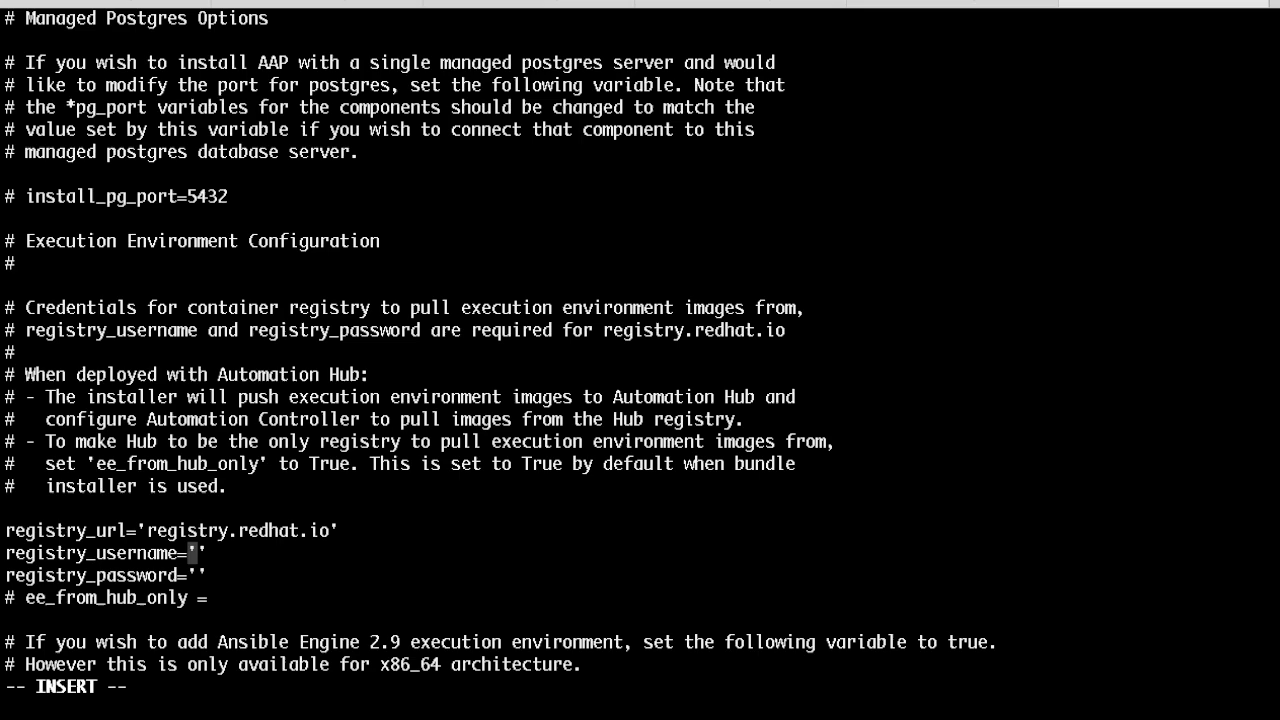 # Managed Postgres Options
# If you wish to install AAP with a single managed postgres server and would
# like to modify the port for postgres, set the following variable. Note that
# the *pg_port variables for the components should be changed to match the
# value set by this variable if you wish to connect that component to this
# managed postgres database server.
# install_pg_port=5432
# Execution Environment Configuration
#
# Credentials for container registry to pull execution environment images from,
# registry_username and registry_password are required for registry.redhat.io
#
# When deployed with Automation Hub:
# - The installer will push execution environment images to Automation Hub and
#   configure Automation Controller to pull images from the Hub registry.
# - To make Hub to be the only registry to pull execution environment images from,
#   set 'ee_from_hub_only' to True. This is set to True by default when bundle
#   installer is used.
registry_url='registry.redhat.io'
registry_username=''
registry_password=''
# ee_from_hub_only =
# If you wish to add Ansible Engine 2.9 execution environment, set the following variable to true.
# However this is only available for x86_64 architecture.
-- INSERT --